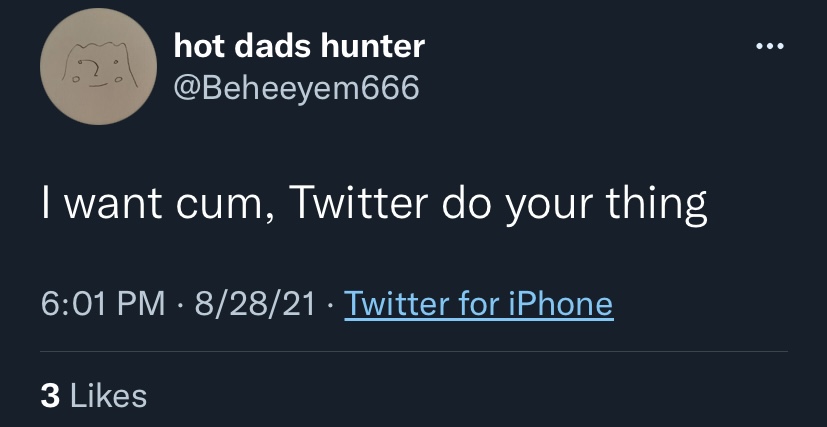 hot dads hunter
@Beheeyem666
I want cum, Twitter do your thing
6:01 PM · 8/28/21 · Twitter for iPhone
3 Likes